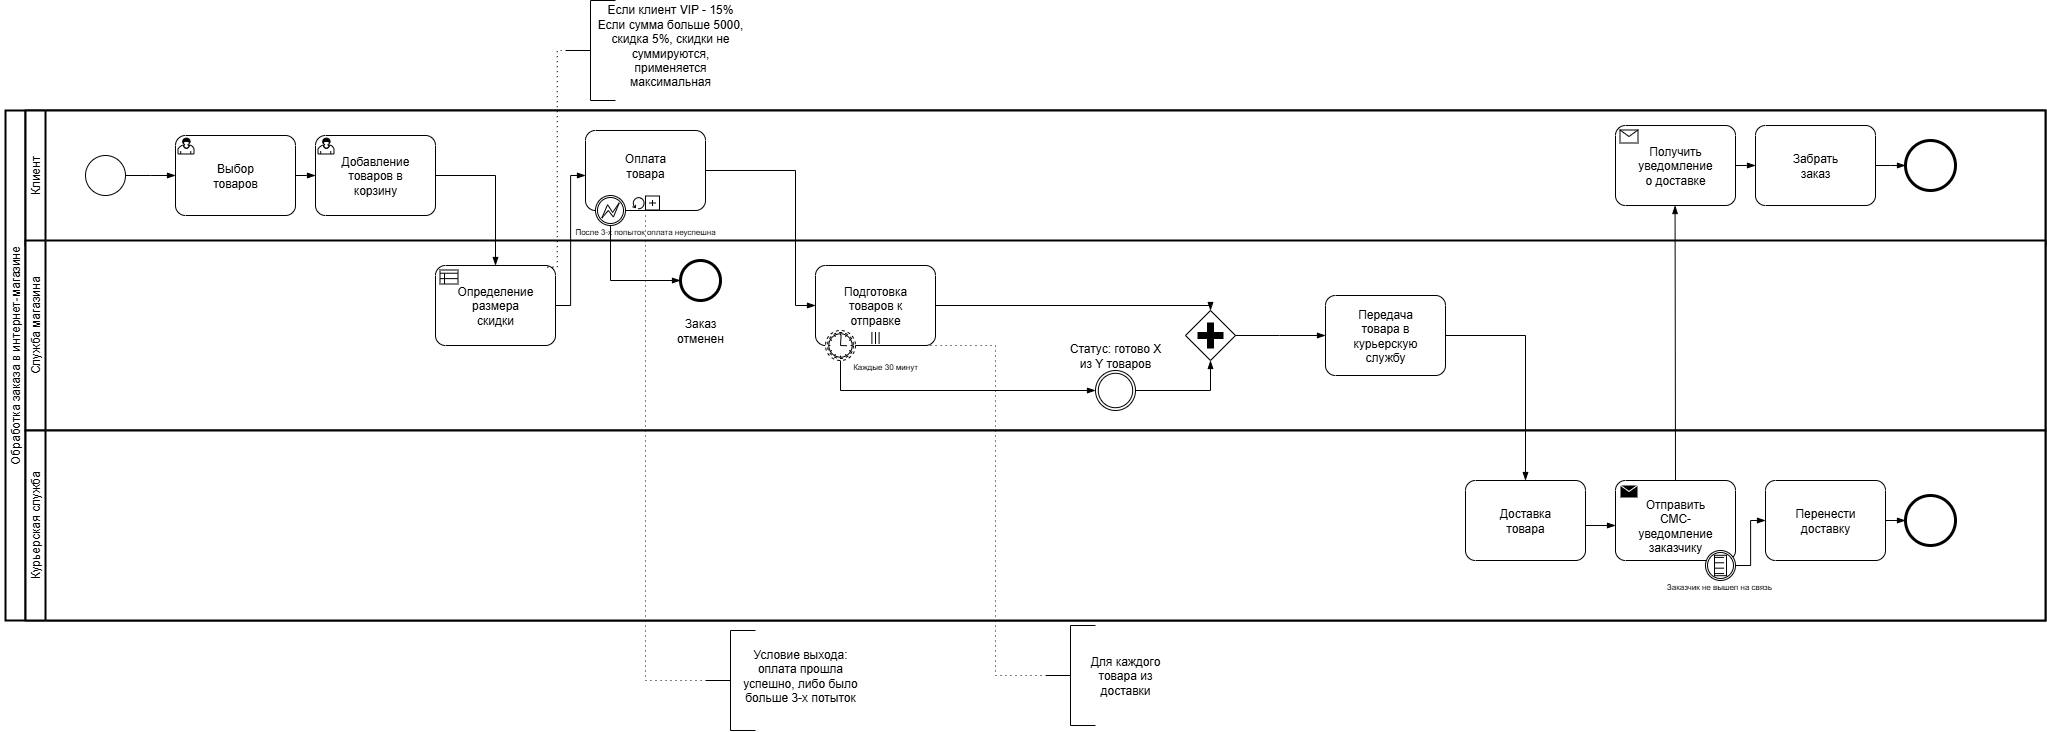 Если клиент VIP - 15%
Если сумма больше 5000,
скидка 5%, скидки не
суммируются,
применяется
максимальная
Обработка заказа в интернет-магазине
Клиент
Выбор
товаров
Добавление
товаров в
корзину
Оплата
товара
После 3-х попыток оплата неуспешна
Получить
уведомление
о доставке
Забрать
заказ
Служба магазина
Определение
размера
скидки
Заказ
отменен
Подготовка
товаров к
отправке
Каждые 30 минут
Статус: готово X
из Y товаров
Передача
товара в
курьерскую
службу
Курьерская служба
Доставка
товара
Отправить
СМС-
уведомление
заказчику
Заказчик не вышел на связь
Перенести
доставку
Условие выхода:
оплата прошла
успешно, либо было
больше 3-х потыток
Для каждого
товара из
доставки